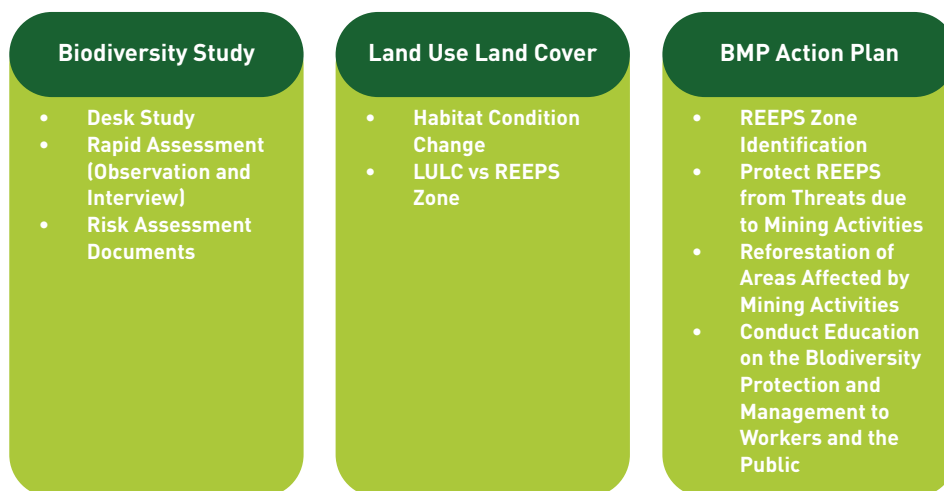 Biodiversity Study
• Desk Study
• Rapid Assessment
(Observation and
Interview)
• Risk Assessment
Documents
Land Use Land Cover
• Habitat Condition
Change
• LULC vs REEPS
Zone
BMP Action Plan
• REEPS Zone
Identification
• Protect REEPS
from Threats due
to Mining Activities
• Reforestation of
Areas Affected by
Mining Activities
• Conduct Education
on the Blodiversity
Protection and
Management to
Workers and the
Public